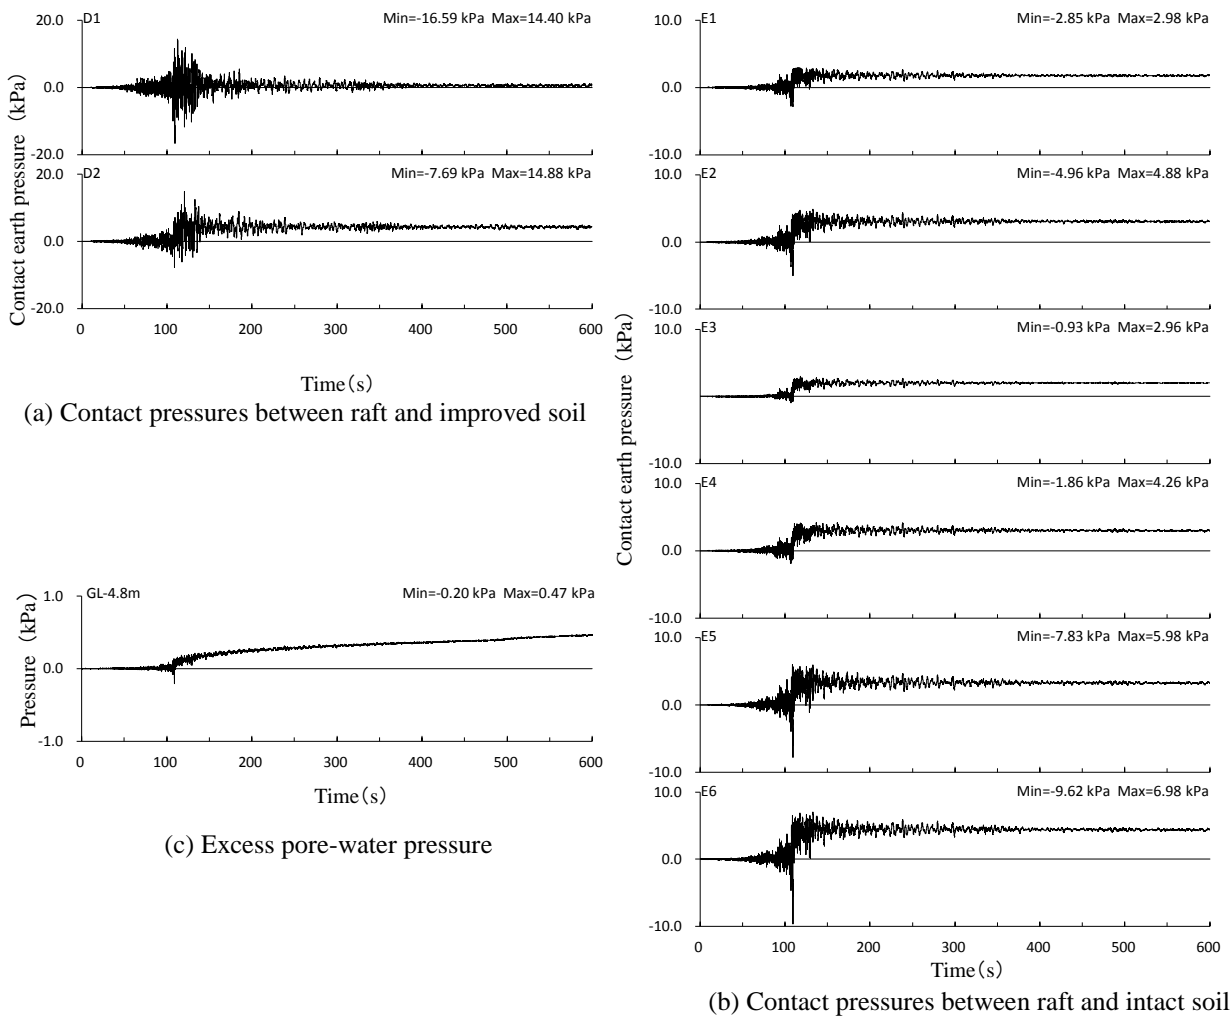 20.0
D1
Min=-16.59 kPa Max=14.40 kPa
0.0
-20.0
20.0
D2
Min=-7.69 kPa Max=14.88 kPa
0.0
-20.0
0 100 200 300 400 500 600
Contact earth pressure (kPa)
Time(s)
(a) Contact pressures between raft and improved soil
1.0
GL-4.8m
Min=-0.20 kPa Max=0.47 kPa
0.0
-1.0
0 100 200 300 400 500 600
Pressure (kPa)
Time(s)
(c) Excess pore-water pressure
10.0
E1
Min=-2.85 kPa Max=2.98 kPa
0.0
-10.0
10.0
E2
Min=-4.96 kPa Max=4.88 kPa
0.0
-10.0
10.0
E3
Min=-0.93 kPa Max=2.96 kPa
0.0
-10.0
10.0
E4
Min=-1.86 kPa Max=4.26 kPa
0.0
-10.0
10.0
E5
Min=-7.83 kPa Max=5.98 kPa
0.0
-10.0
10.0
E6
Min=-9.62 kPa Max=6.98 kPa
0.0
-10.0
0 100 200 300 400 500 600
Contact earth pressure (kPa)
Time(s)
(b) Contact pressures between raft and intact soil